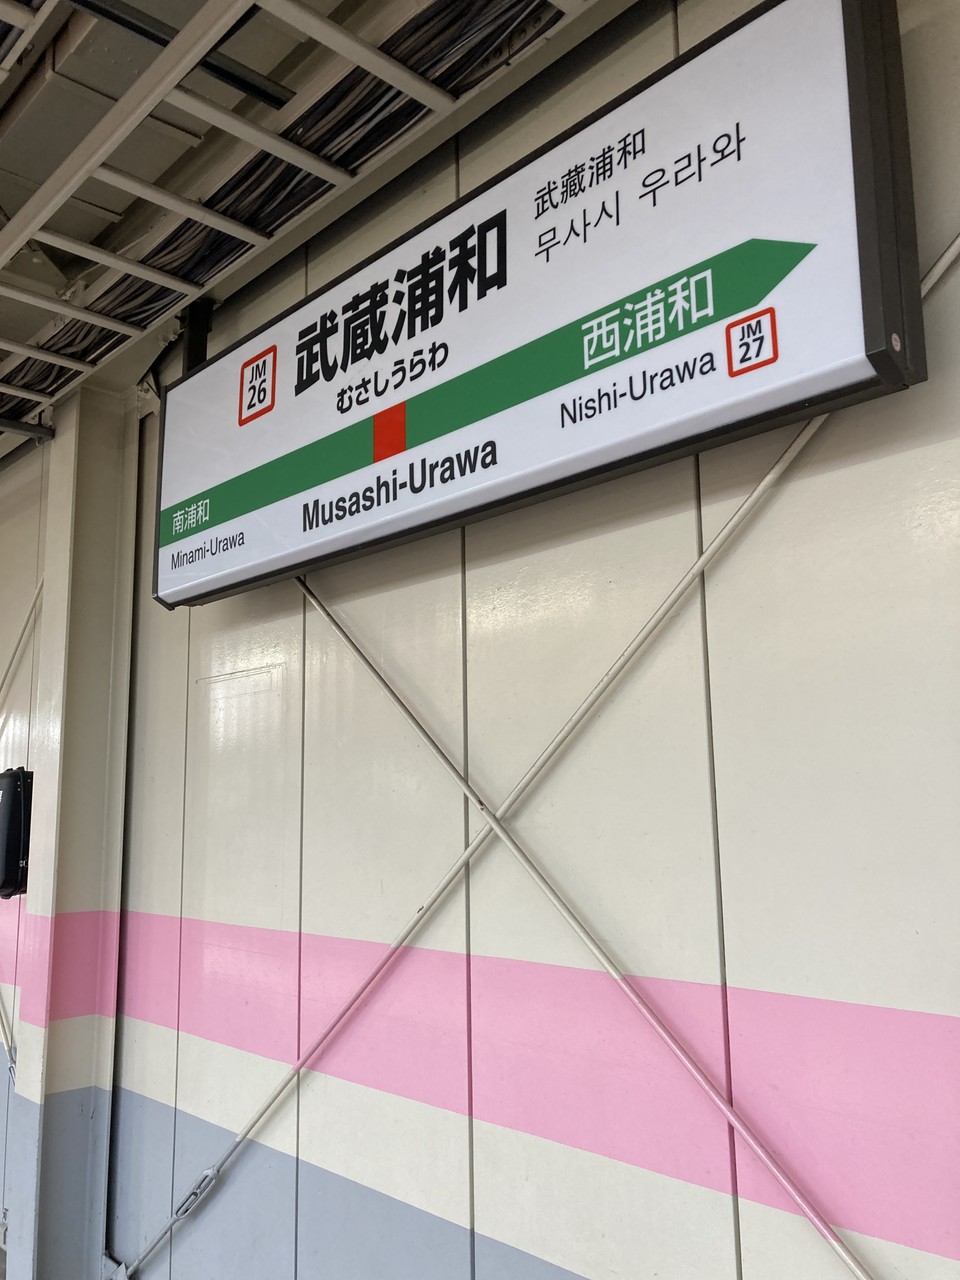 JM
26
武蔵浦和
むさしうらわ
武藏浦和
무사시 우라와
南浦和
Minami-Urawa
Musashi-Urawa
西浦和
Nishi-Urawa
JM
27